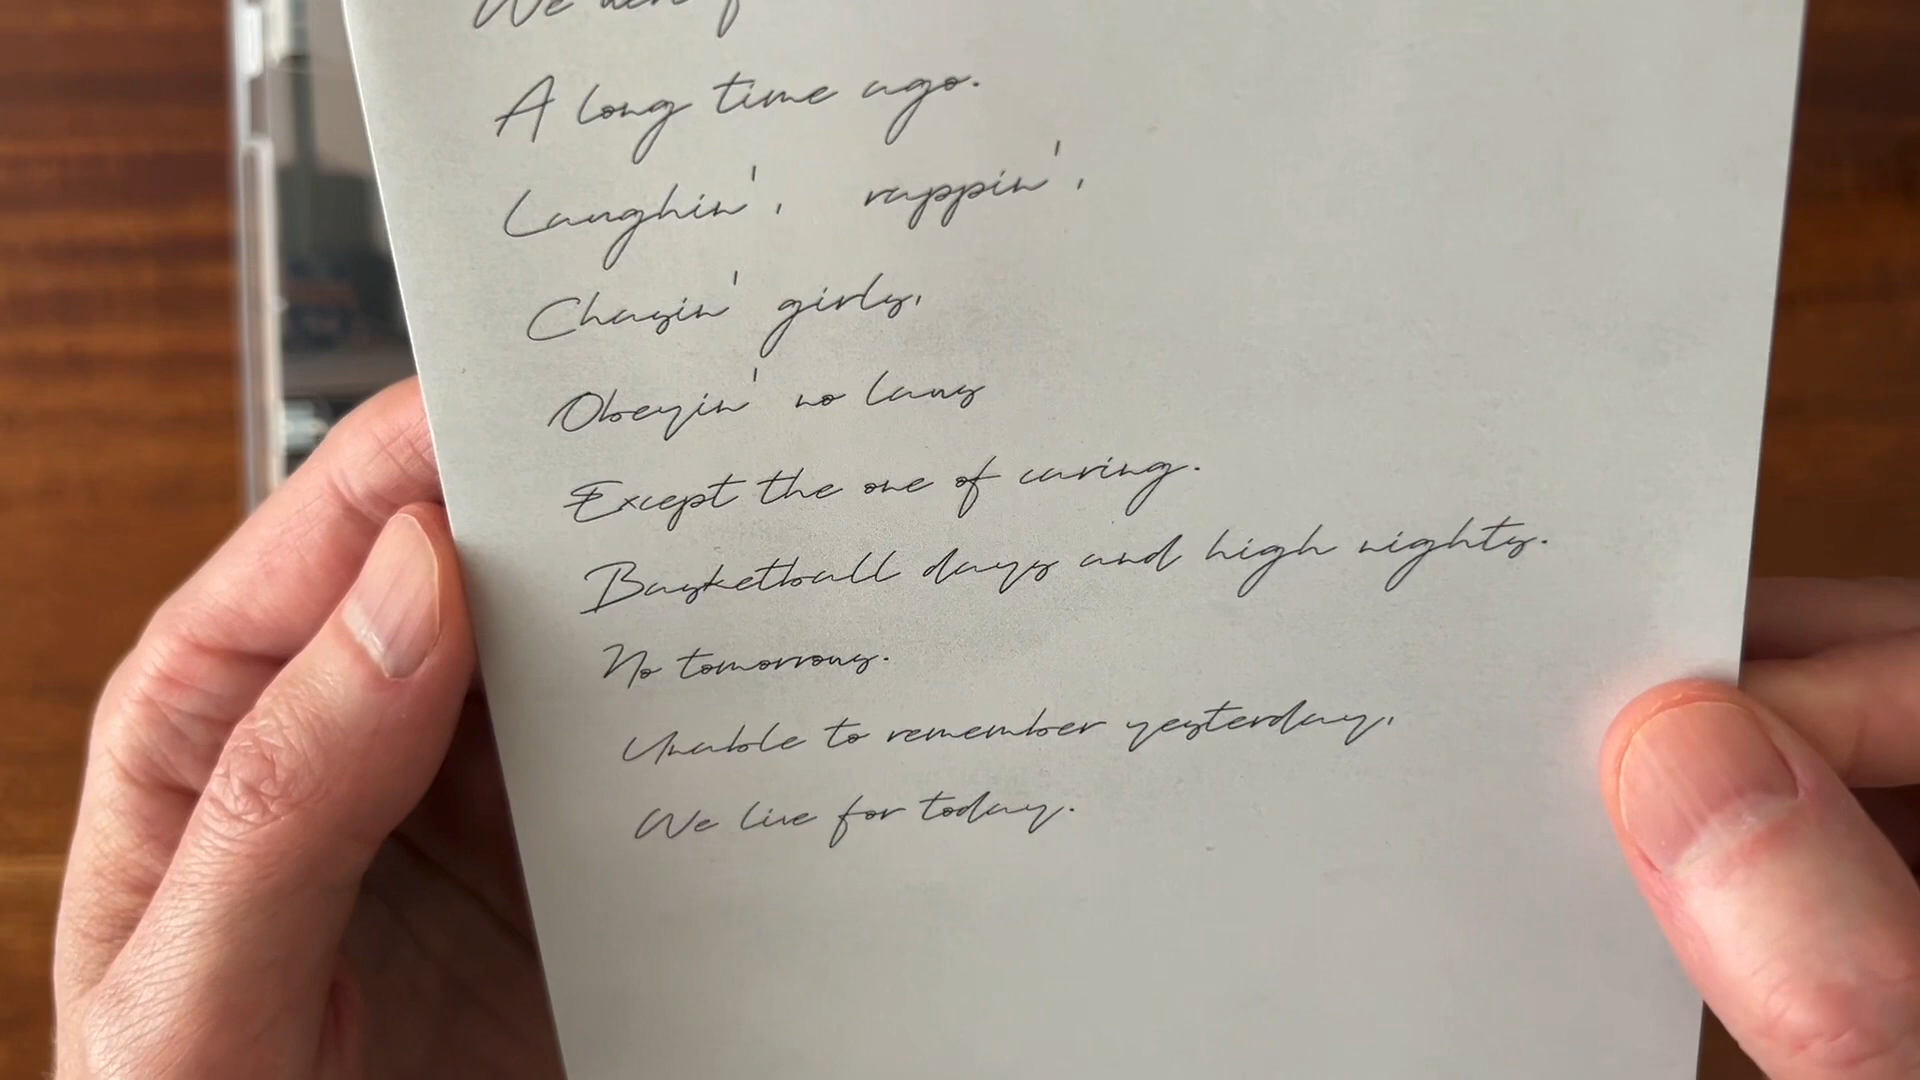 We
A long time ago.
Laughin', rappin',
Chasin' girls,
Obeyin' no laws
Except the one of caring.
Basketball days and high nights.
No tomorrows.
Unable to remember yesterday,
We live for today.